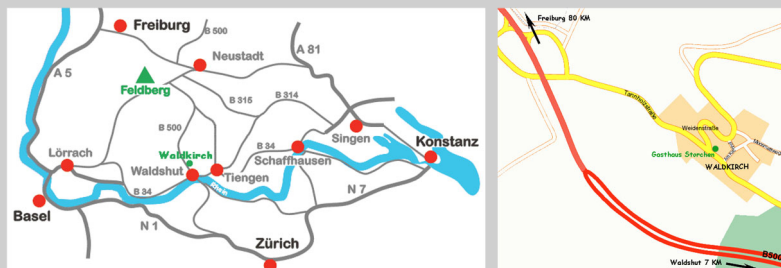 Freiburg
B 500
Neustadt
A 81
A 5
Feldberg
B 315
B 314
B 500
Singen
Konstanz
Waldkirch
B 34
Lörrach
Waldshut
Tiengen
Schaffhausen
B 34
Rhein
N 7
Basel
N 1
Zürich
Freiburg 80 KM
Tannholzstraße
Weidenstraße
Gasthaus Storchen
WALDKIRCH
B500
Waldshut 7 KM